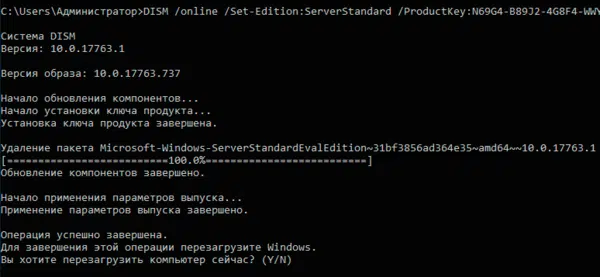 C:\Users\Администратор>DISM /online /Set-Edition:ServerStandard /ProductKey:N69G4-B89J2-4G8F4-WWY
Cистема DISM
Версия: 10.0.17763.1
Версия образа: 10.0.17763.737
Начало обновления компонентов...
Начало установки ключа продукта...
Установка ключа продукта завершена.
Удаление пакета Microsoft-Windows-ServerStandardEvalEdition~31bf3856ad364e35~amd64~~10.0.17763.1
[==========================100.0%==========================]
Обновление компонентов завершено.
Начало применения параметров выпуска...
Применение параметров выпуска завершено.
Операция успешно завершена.
Для завершения этой операции перезагрузите Windows.
Вы хотите перезагрузить компьютер сейчас? (Y/N)